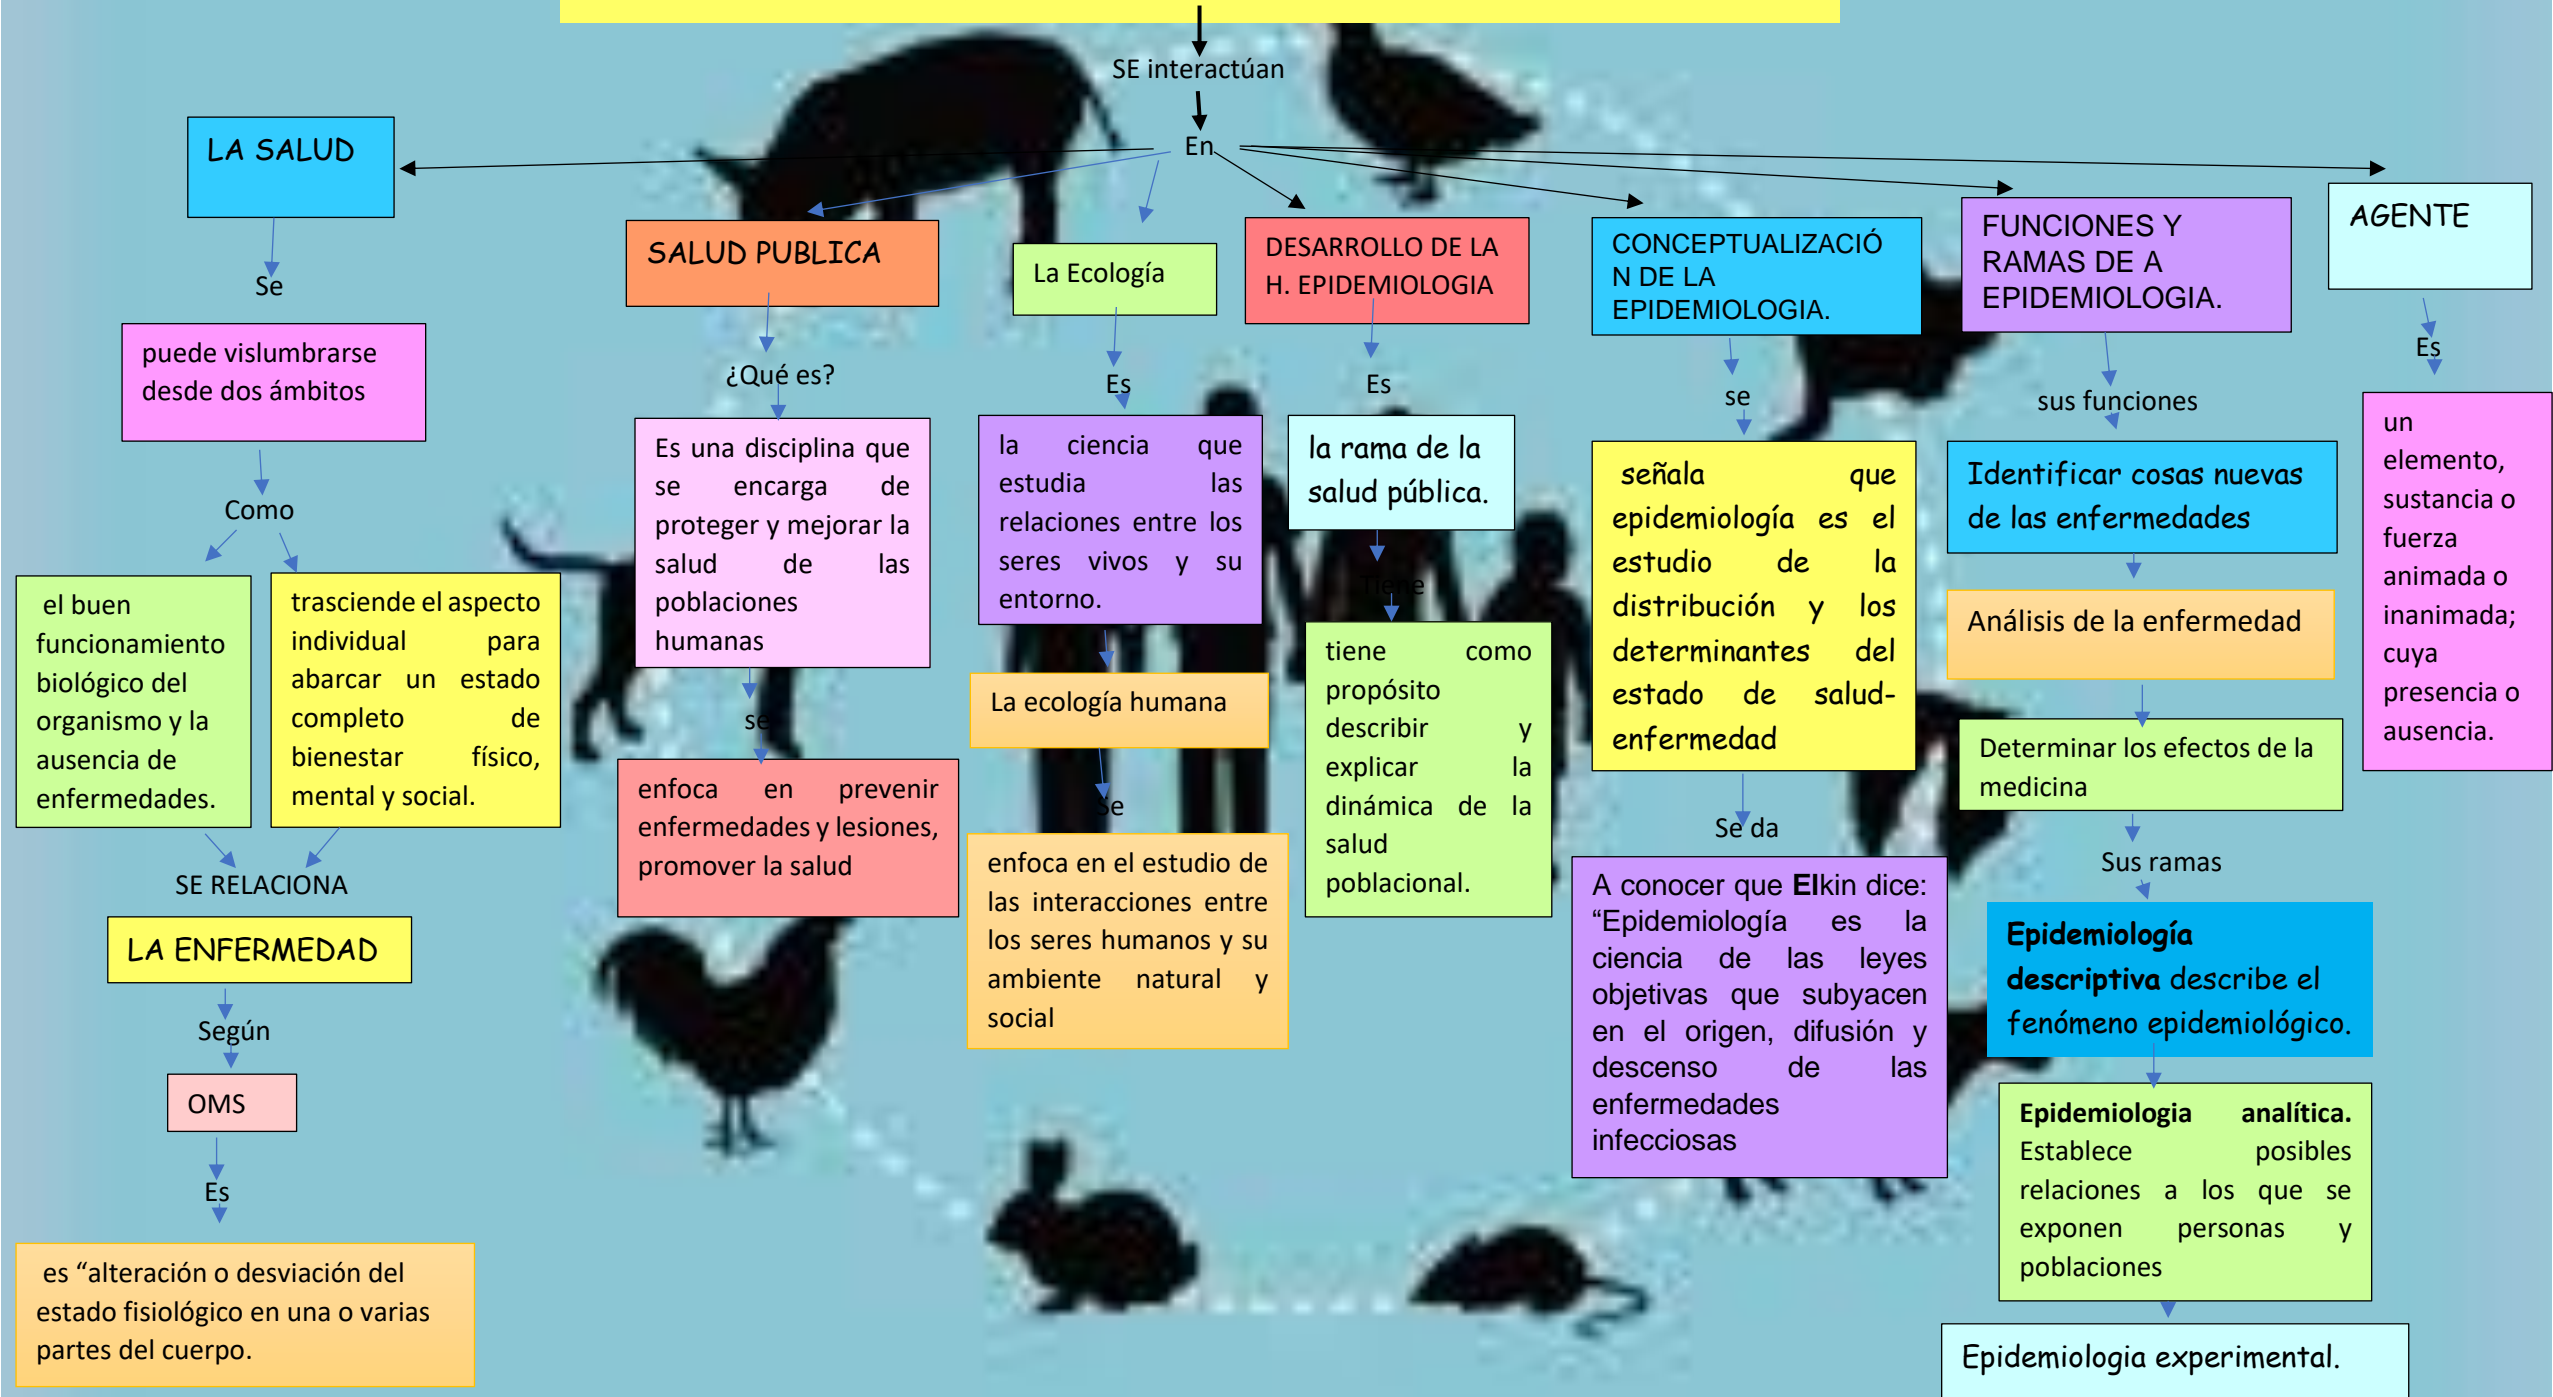 SE interactúan
En
LA SALUD
Se
puede vislumbrarse
desde dos ámbitos
Como
el buen
funcionamiento
biológico del
organismo y la
ausencia de
enfermedades.
trasciende el aspecto
individual para
abarcar un estado
completo de
bienestar físico,
mental y social.
SE RELACIONA
LA ENFERMEDAD
Según
OMS
Es
es “alteración o desviación del
estado fisiológico en una o varias
partes del cuerpo.
SALUD PUBLICA
¿Qué es?
Es una disciplina que
se encarga de
proteger y mejorar la
salud de las
poblaciones
humanas
se
enfoca en prevenir
enfermedades y lesiones,
promover la salud
La Ecología
Es
la ciencia que
estudia las
relaciones entre los
seres vivos y su
entorno.
La ecología humana
Se
enfoca en el estudio de
las interacciones entre
los seres humanos y su
ambiente natural y
social
DESARROLLO DE LA
H. EPIDEMIOLOGIA
Es
la rama de la
salud pública.
Tiene
tiene como
propósito
describir y
explicar la
dinámica de la
salud
poblacional.
CONCEPTUALIZACIÓ
N DE LA
EPIDEMIOLOGIA.
se
señala que
epidemiología es el
estudio de la
distribución y los
determinantes del
estado de salud-
enfermedad
Se da
A conocer que Elkin dice:
“Epidemiología es la
ciencia de las leyes
objetivas que subyacen
en el origen, difusión y
descenso de las
enfermedades
infecciosas
FUNCIONES Y
RAMAS DE A
EPIDEMIOLOGIA.
sus funciones
Identificar cosas nuevas
de las enfermedades
Análisis de la enfermedad
Determinar los efectos de la
medicina
Sus ramas
Epidemiología
descriptiva describe el
fenómeno epidemiológico.
Epidemiologia analítica.
Establece posibles
relaciones a los que se
exponen personas y
poblaciones
Epidemiologia experimental.
AGENTE
Es
un
elemento,
sustancia o
fuerza
animada o
inanimada;
cuya
presencia o
ausencia.